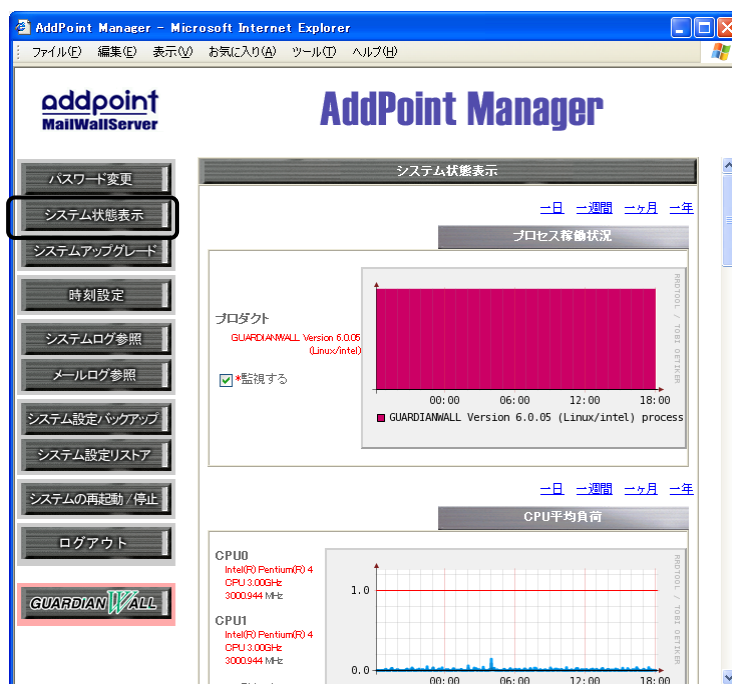 AddPoint Manager - Microsoft Internet Explorer
ファイル(F) 編集(E) 表示(V) お気に入り(A) ツール(T) ヘルプ(H)
addpoint
MailWallServer
AddPoint Manager
パスワード変更
システム状態表示
システムアップグレード
時刻設定
システムログ参照
メールログ参照
システム設定バックアップ
システム設定リストア
システムの再起動/停止
ログアウト
GUARDIAN WALL
システム状態表示
一日 一週間 一ヶ月 一年
プロセス稼働状況
プロダクト
GUARDIANWALL Version 6.0.05
(Linux/intel)
*監視する
RRDTOOL / TOBI OETIKER
00:00 06:00 12:00 18:00
GUARDIANWALL Version 6.0.05 (Linux/intel) process
一日 一週間 一ヶ月 一年
CPU平均負荷
CPU0
Intel(R) Pentium(R) 4
CPU 3.00GHz
3000.944 MHz
CPU1
Intel(R) Pentium(R) 4
CPU 3.00GHz
3000.944 MHz
1.0
0.0
RRDTOOL / TOBI OETIKER
00:00 06:00 12:00 18:00